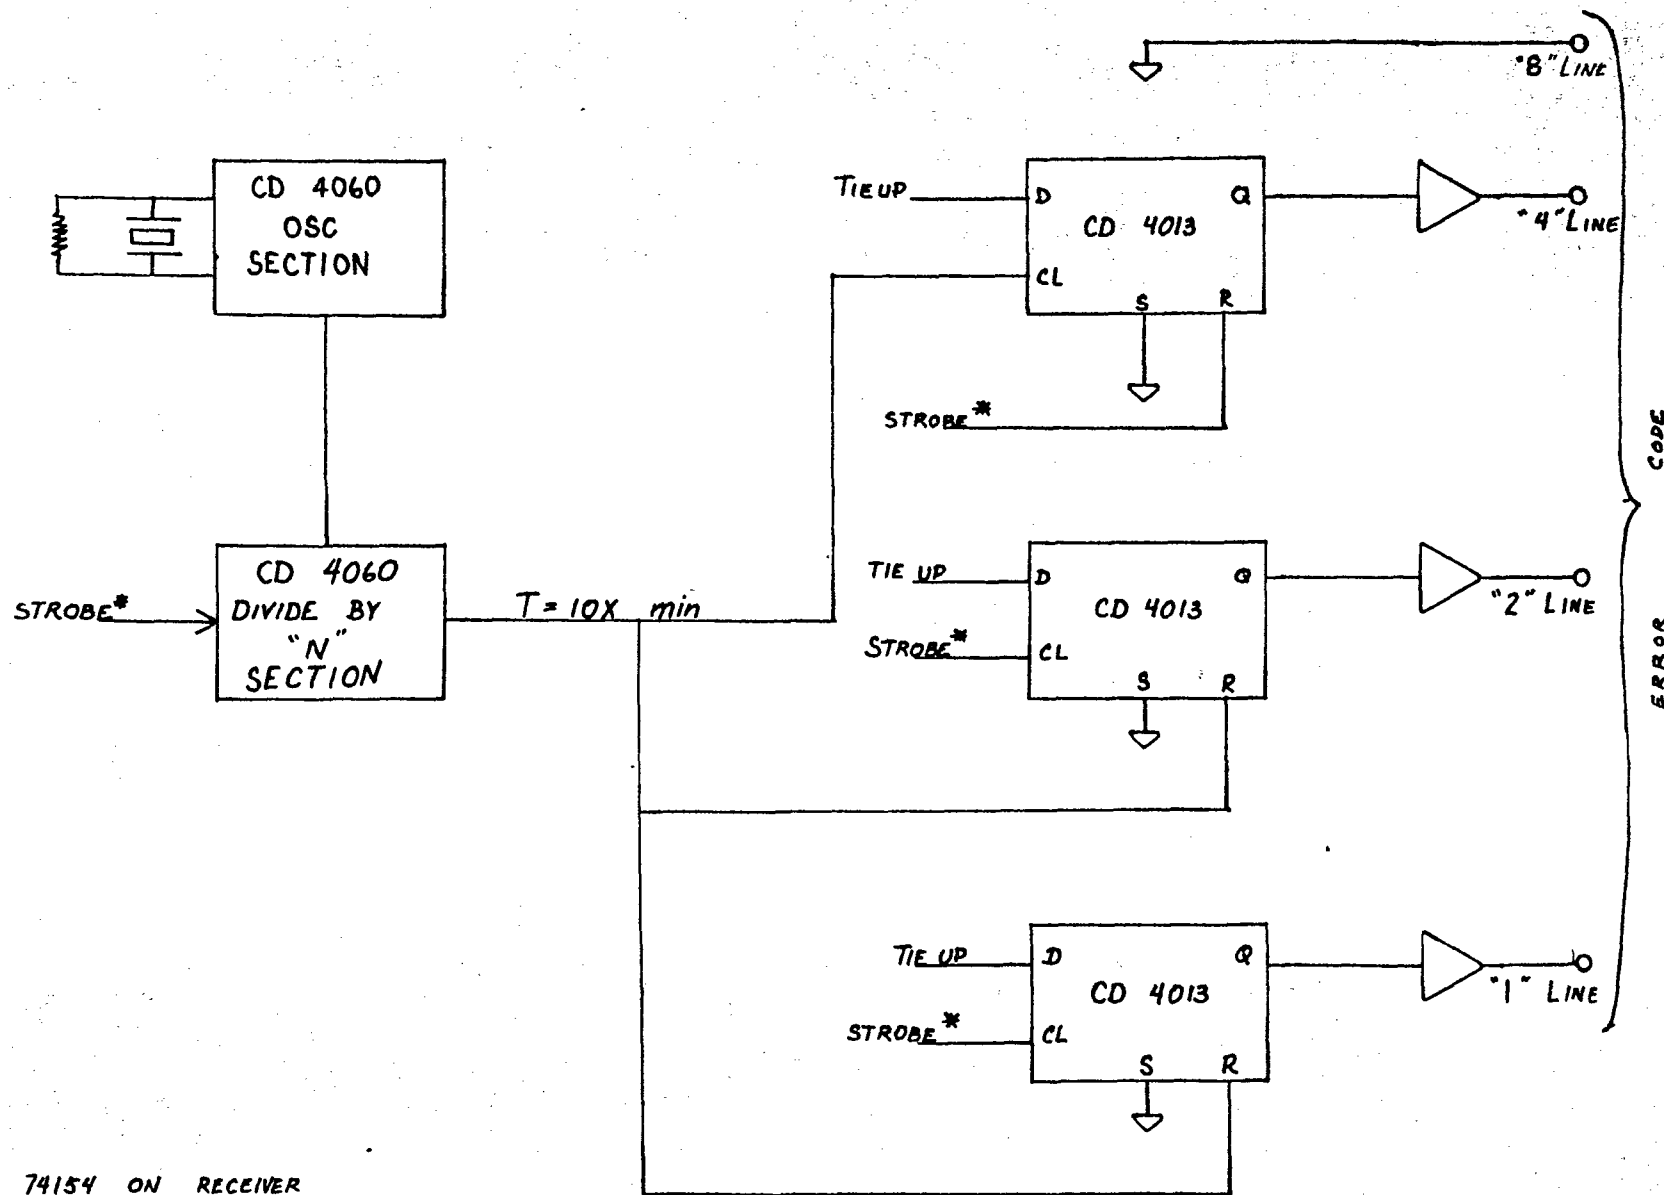 "8" LINE
CD 4060
OSC
SECTION
TIE UP
D
Q
CD 4013
CL
S
R
"4" LINE
STROBE*
CODE
ERROR
CD 4060
DIVIDE BY
"N"
SECTION
STROBE*
T = 10X min
TIE UP
D
Q
CD 4013
STROBE*
CL
S
R
"2" LINE
TIE UP
D
Q
CD 4013
STROBE*
CL
S
R
"1" LINE
74154 ON RECEIVER